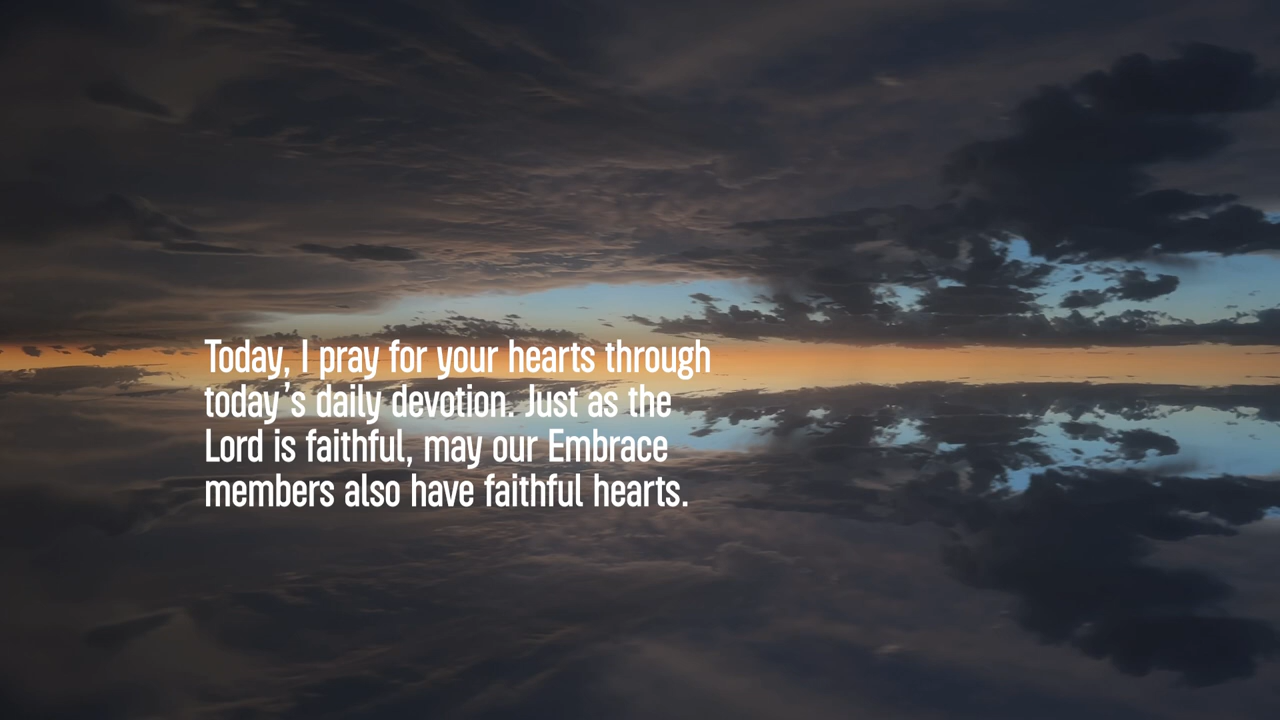 Today, I pray for your hearts through
today's daily devotion. Just as the
Lord is faithful, may our Embrace
members also have faithful hearts.